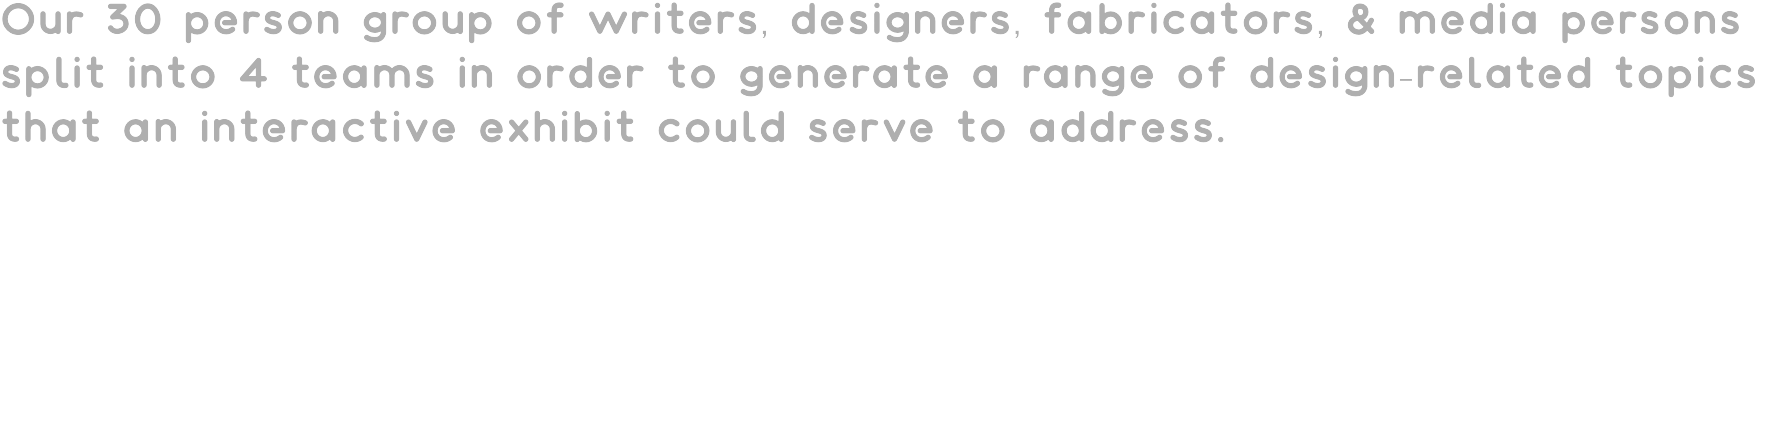 Our 30 person group of writers, designers, fabricators, & media persons
split into 4 teams in order to generate a range of design-related topics
that an interactive exhibit could serve to address.